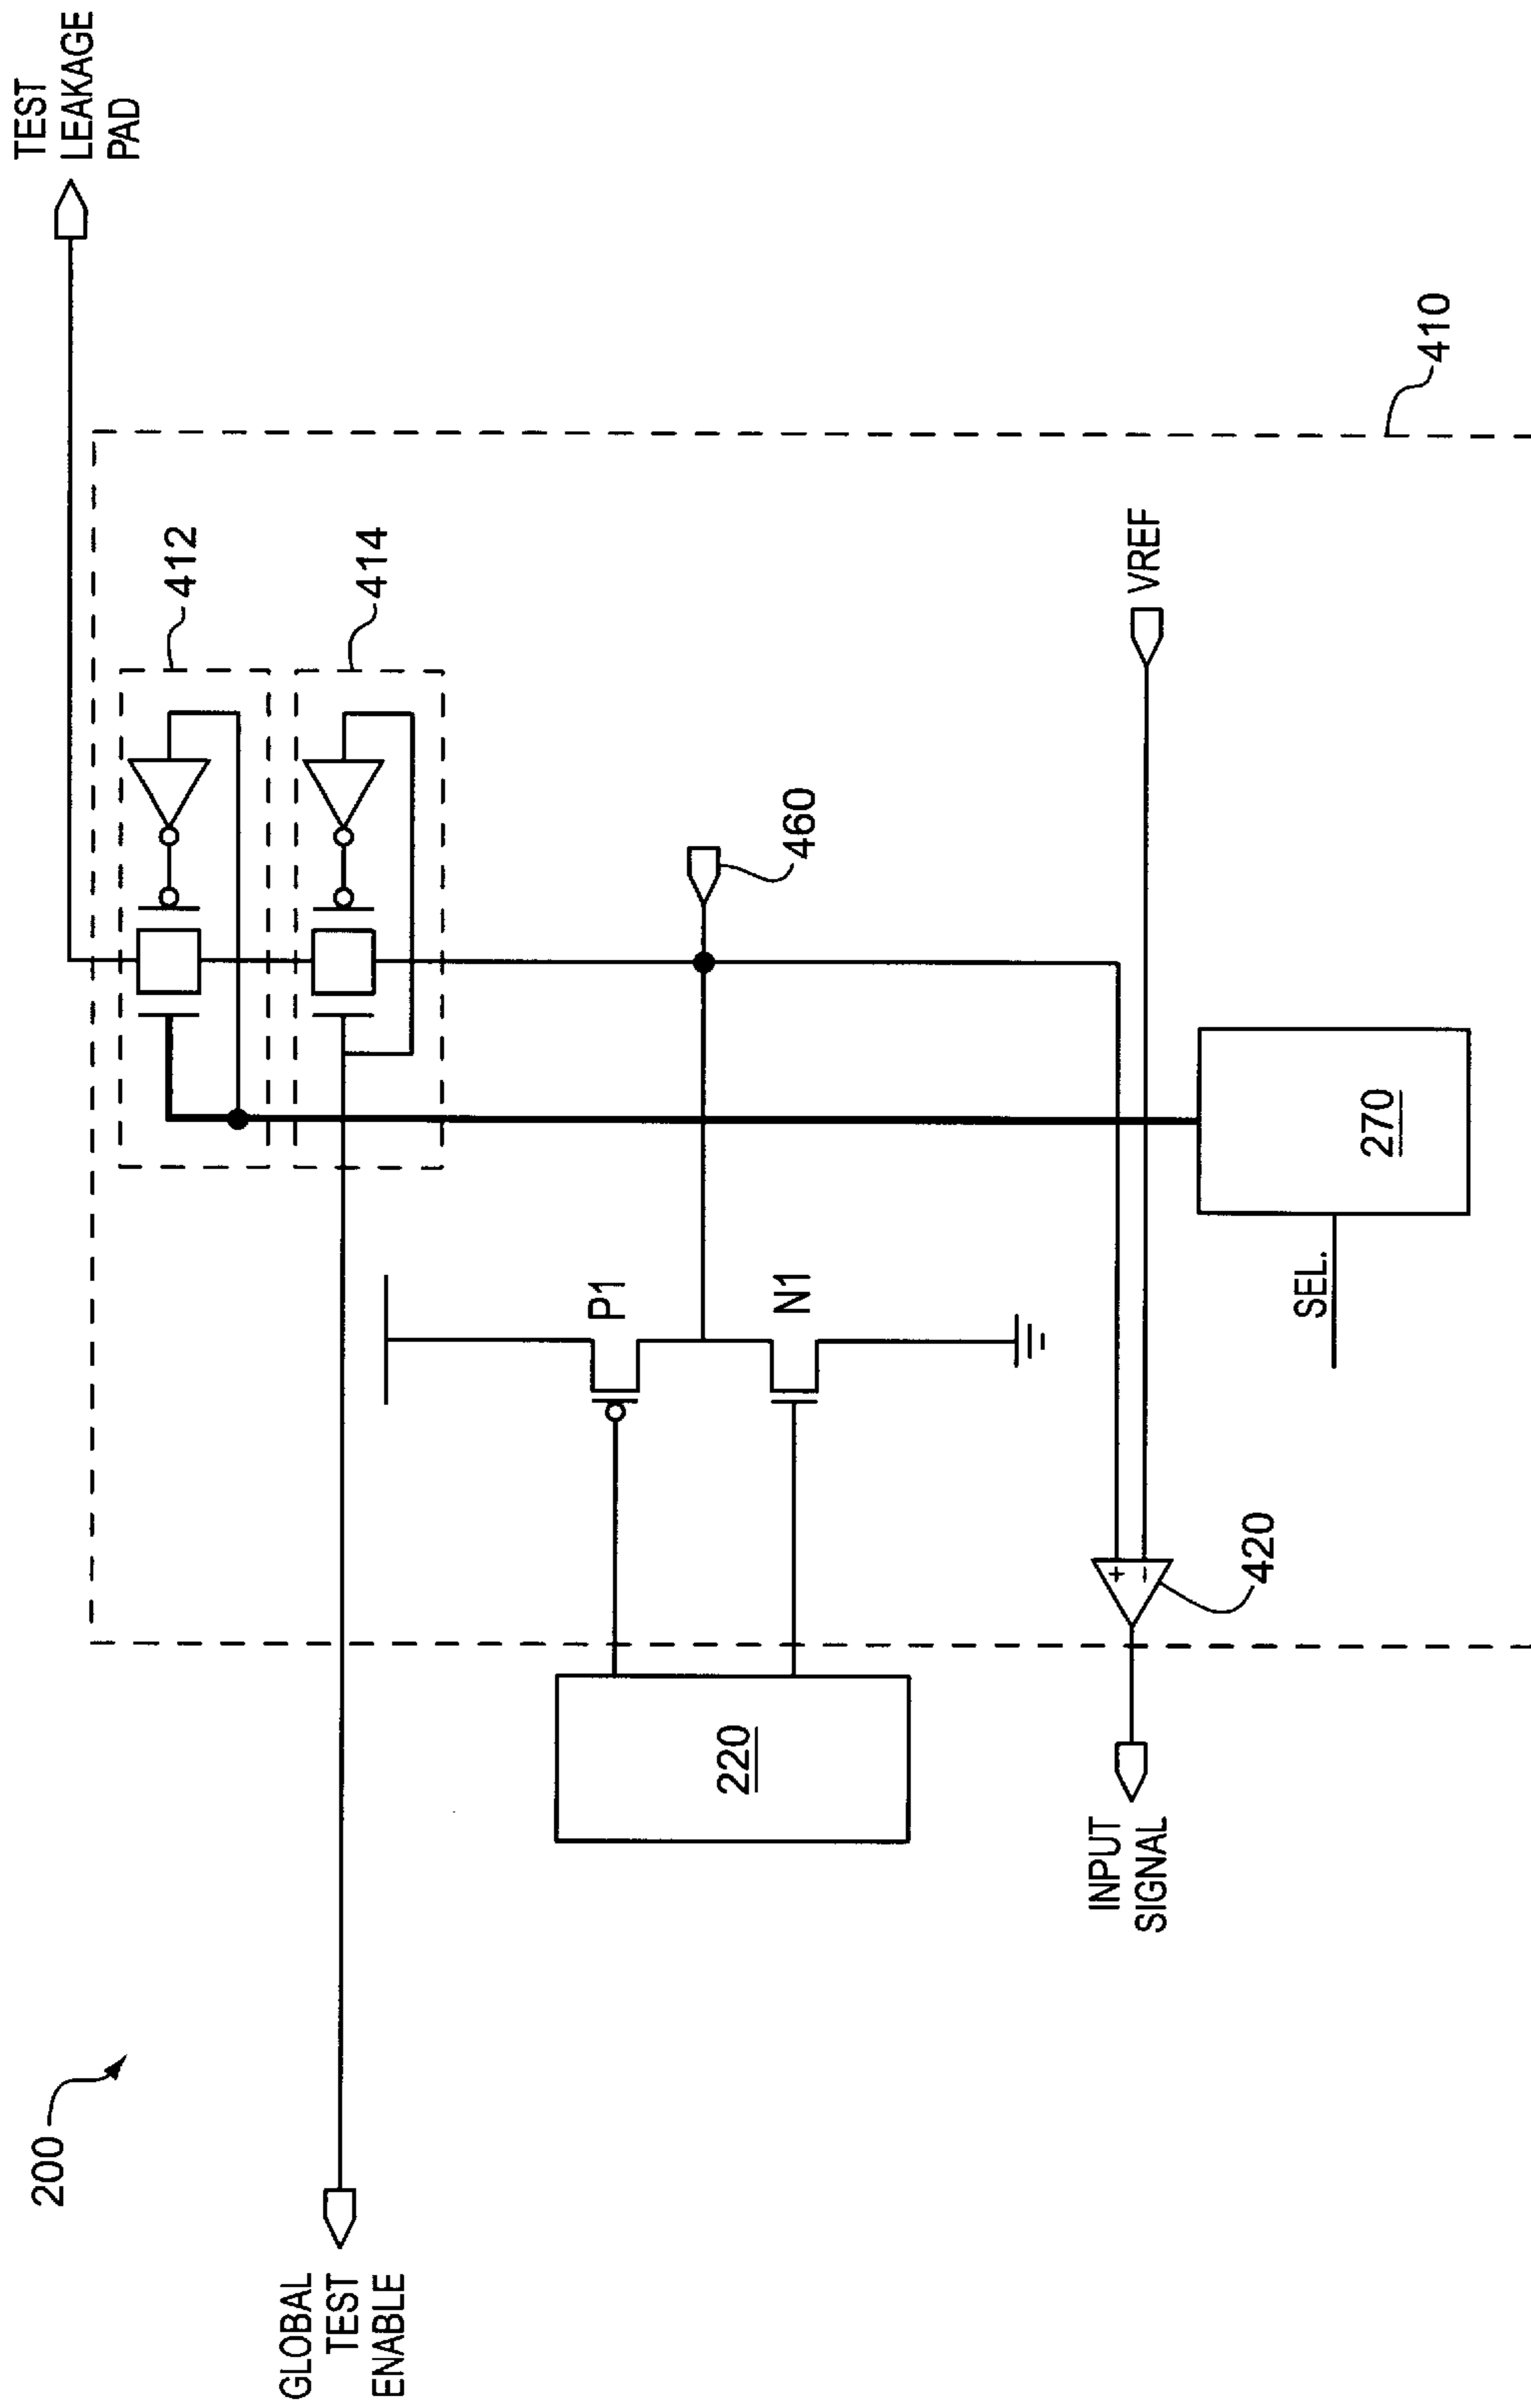 TEST
LEAKAGE
PAD
410
412
414
VREF
460
270
SEL.
P1
N1
+
−
420
220
INPUT
SIGNAL
200
GLOBAL
TEST
ENABLE